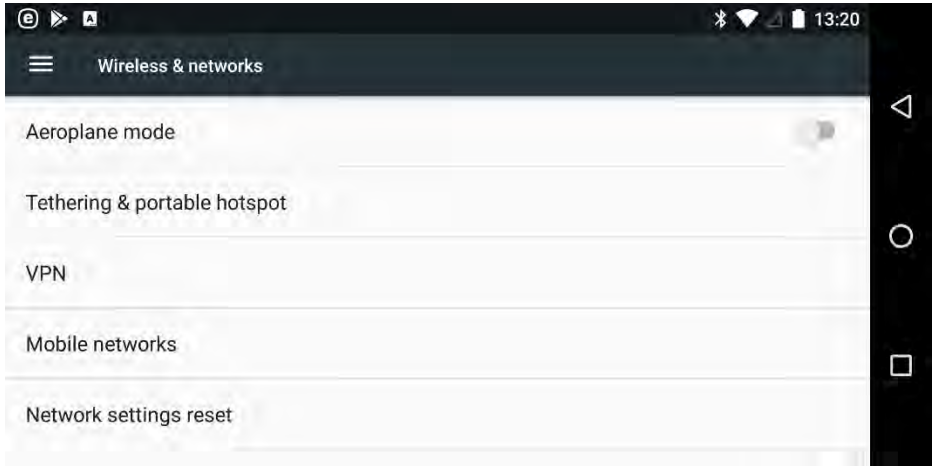 e A 13:20
Wireless & networks
Aeroplane mode
Tethering & portable hotspot
VPN
Mobile networks
Network settings reset